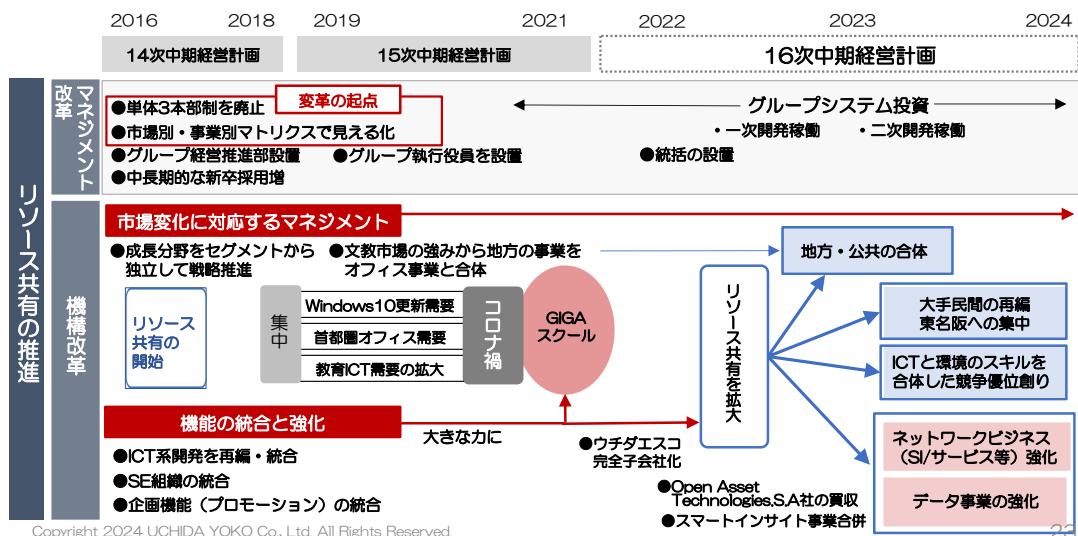 2016
2018
2019
2021
2022
2023
2024
14次中期経営計画
15次中期経営計画
16次中期経営計画
リソース共有の推進
マネジメント
改革
変革の起点
●単体3本部制を廃止
●市場別・事業別マトリクスで見える化
●グループ経営推進部設置
●グループ執行役員を設置
●中長期的な新卒採用増
グループシステム投資
・一次開発稼働
・二次開発稼働
●統括の設置
機構改革
市場変化に対応するマネジメント
●成長分野をセグメントから
独立して戦略推進
●文教市場の強みから地方の事業を
オフィス事業と合体
リソース
共有の
開始
集中
Windows10更新需要
首都圏オフィス需要
教育ICT需要の拡大
コロナ禍
GIGA
スクール
リソース共有を拡大
地方・公共の合体
大手民間の再編
東名阪への集中
ICTと環境のスキルを
合体した競争優位創り
ネットワークビジネス
（SI/サービス等）強化
データ事業の強化
機能の統合と強化
大きな力に
●ICT系開発を再編・統合
●SE組織の統合
●企画機能（プロモーション）の統合
●ウチダエスコ
完全子会社化
●Open Asset
Technologies,S.A社の買収
●スマートインサイト事業合併
Copyright 2024 UCHIDA YOKO Co., Ltd. All Rights Reserved.
23